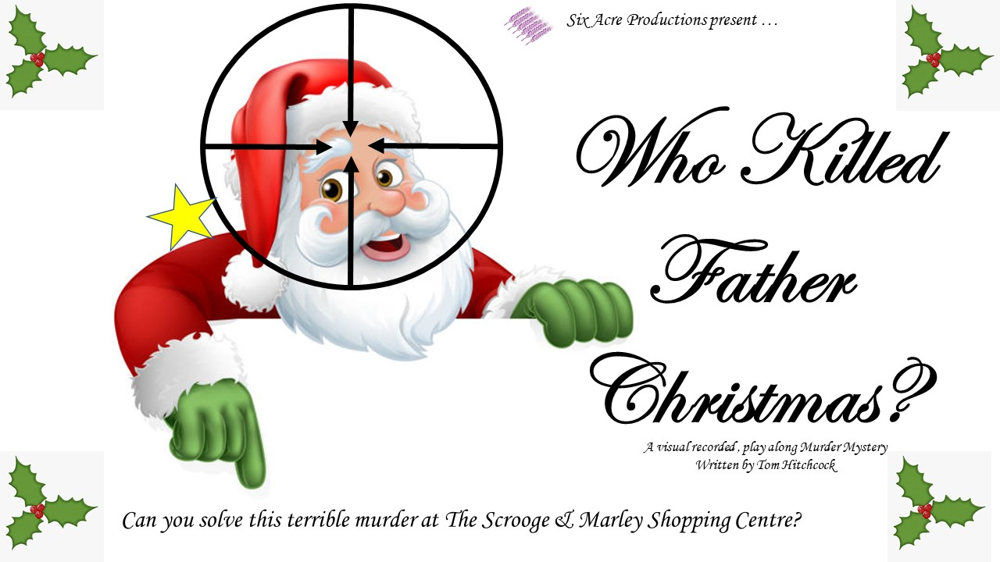 Six Acre Productions present …
Who Killed
Father
Christmas?
A visual recorded, play along Murder Mystery
Written by Tom Hitchcock
Can you solve this terrible murder at The Scrooge & Marley Shopping Centre?